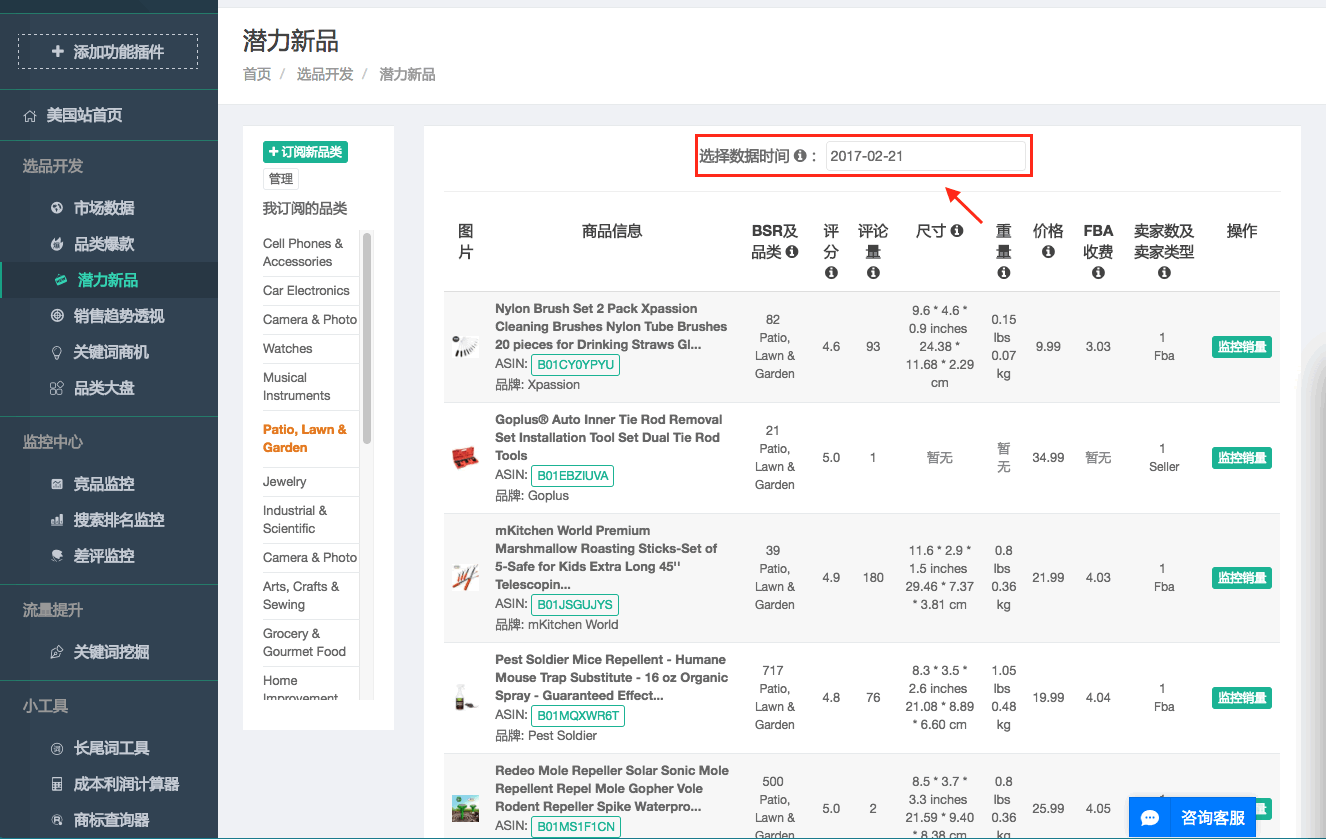 添加功能插件
美国站首页
选品开发
市场数据
品类爆款
潜力新品
销售趋势透视
关键词商机
品类大盘
监控中心
竞品监控
搜索排名监控
差评监控
流量提升
关键词挖掘
小工具
长尾词工具
成本利润计算器
商标查询器
潜力新品
首页 / 选品开发 / 潜力新品
+ 订阅新品类
管理
我订阅的品类
Cell Phones &
Accessories
Car Electronics
Camera & Photo
Watches
Musical
Instruments
Patio, Lawn &
Garden
Jewelry
Industrial &
Scientific
Camera & Photo
Arts, Crafts &
Sewing
Grocery &
Gourmet Food
Home
Improvement
选择数据时间 : 2017-02-21
图
片
商品信息
BSR及
品类
评
分
评论
量
尺寸
重
量
价格
FBA
收费
卖家数及
卖家类型
操作
Nylon Brush Set 2 Pack Xpassion
Cleaning Brushes Nylon Tube Brushes
20 pieces for Drinking Straws Gl...
ASIN: B01CY0YPYU
品牌: Xpassion
82
Patio,
Lawn &
Garden
4.6
93
9.6 * 4.6 *
0.9 inches
24.38 *
11.68 * 2.29
cm
0.15
lbs
0.07
kg
9.99
3.03
1
Fba
监控销量
Goplus® Auto Inner Tie Rod Removal
Set Installation Tool Set Dual Tie Rod
Tools
ASIN: B01EBZIUVA
品牌: Goplus
21
Patio,
Lawn &
Garden
5.0
1
暂无
暂
无
34.99
暂无
1
Seller
监控销量
mKitchen World Premium
Marshmallow Roasting Sticks-Set of
5-Safe for Kids Extra Long 45''
Telescopin...
ASIN: B01JSGUJYS
品牌: mKitchen World
39
Patio,
Lawn &
Garden
4.9
180
11.6 * 2.9 *
1.5 inches
29.46 * 7.37
* 3.81 cm
0.8
lbs
0.36
kg
21.99
4.03
1
Fba
监控销量
Pest Soldier Mice Repellent - Humane
Mouse Trap Substitute - 16 oz Organic
Spray - Guaranteed Effect...
ASIN: B01MQXWR6T
品牌: Pest Soldier
717
Patio,
Lawn &
Garden
4.8
76
8.3 * 3.5 *
2.6 inches
21.08 * 8.89
* 6.60 cm
1.05
lbs
0.48
kg
19.99
4.04
1
Fba
监控销量
Redeo Mole Repeller Solar Sonic Mole
Repellent Repel Mole Gopher Vole
Rodent Repeller Spike Waterpro...
ASIN: B01MS1F1CN
500
Patio,
Lawn &
Garden
5.0
2
8.5 * 3.7 *
3.3 inches
21.59 * 9.40
* 8.38 cm
0.8
lbs
0.36
kg
25.99
4.05
1
量
咨询客服